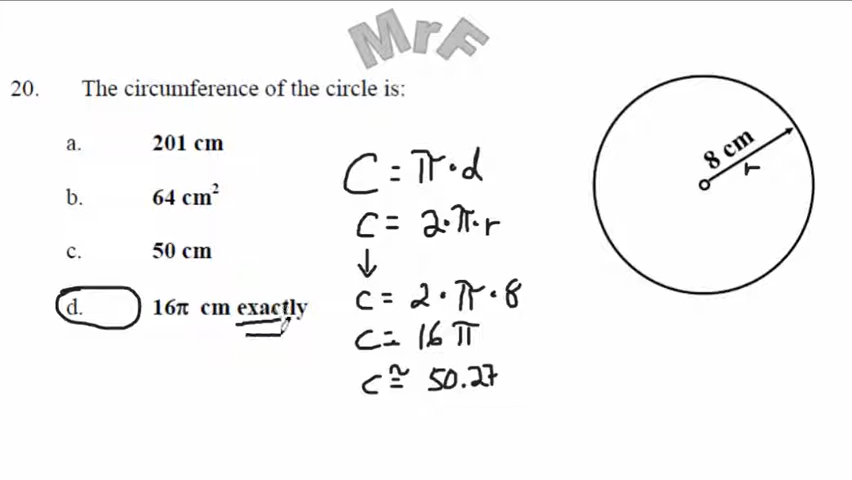 MrF
20. The circumference of the circle is:
a. 201 cm
b. 64 cm²
c. 50 cm
d. 16π cm exactly
C = π·d
C = 2·π·r
↓
C = 2·π·8
C = 16π
C ≅ 50.27
8 cm
r